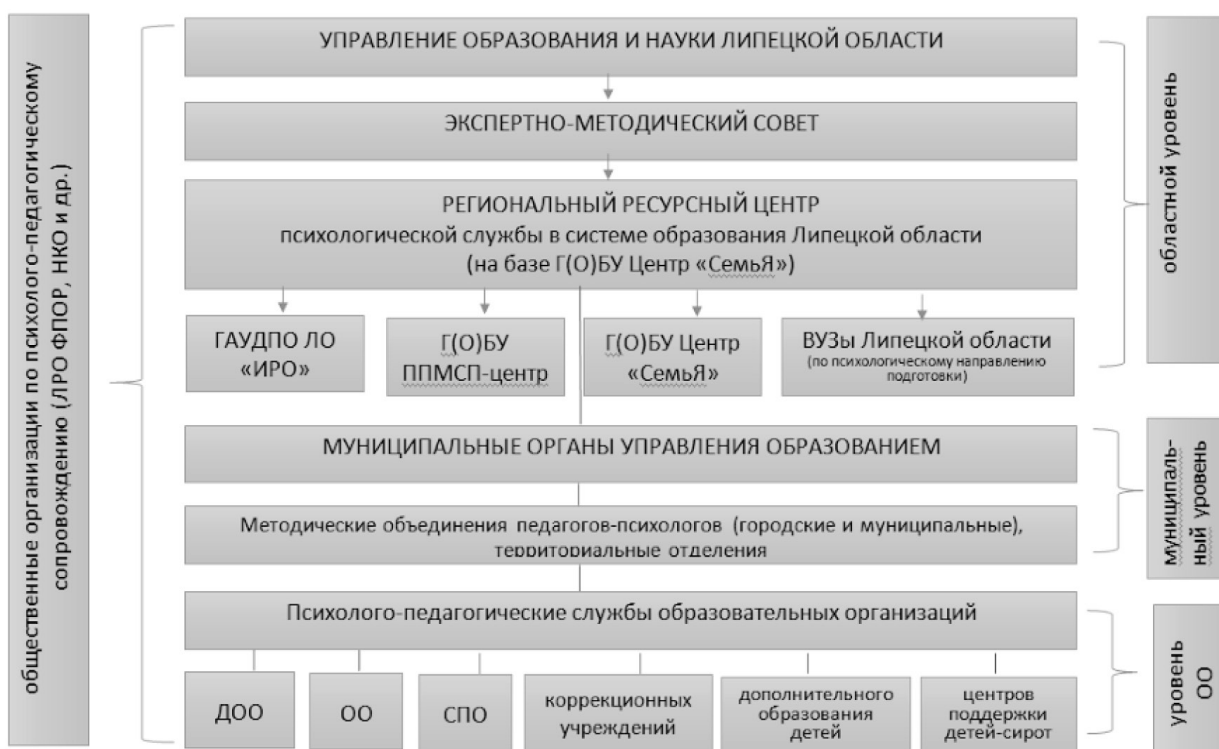 общественные организации по психолого-педагогическому
сопровождению (ЛРО ФПОР, НКО и др.)
УПРАВЛЕНИЕ ОБРАЗОВАНИЯ И НАУКИ ЛИПЕЦКОЙ ОБЛАСТИ
ЭКСПЕРТНО-МЕТОДИЧЕСКИЙ СОВЕТ
РЕГИОНАЛЬНЫЙ РЕСУРСНЫЙ ЦЕНТР
психологической службы в системе образования Липецкой области
(на базе Г(О)БУ Центр «СемьЯ»)
ГАУДПО ЛО
«ИРО»
Г(О)БУ
ППМСП-центр
Г(О)БУ Центр
«СемьЯ»
ВУЗы Липецкой области
(по психологическому направлению
подготовки)
областной уровень
МУНИЦИПАЛЬНЫЕ ОРГАНЫ УПРАВЛЕНИЯ ОБРАЗОВАНИЕМ
Методические объединения педагогов-психологов (городские и муниципальные),
территориальные отделения
муниципаль-
ный уровень
Психолого-педагогические службы образовательных организаций
ДОО
ОО
СПО
коррекционных
учреждений
дополнительного
образования
детей
центров
поддержки
детей-сирот
уровень
ОО